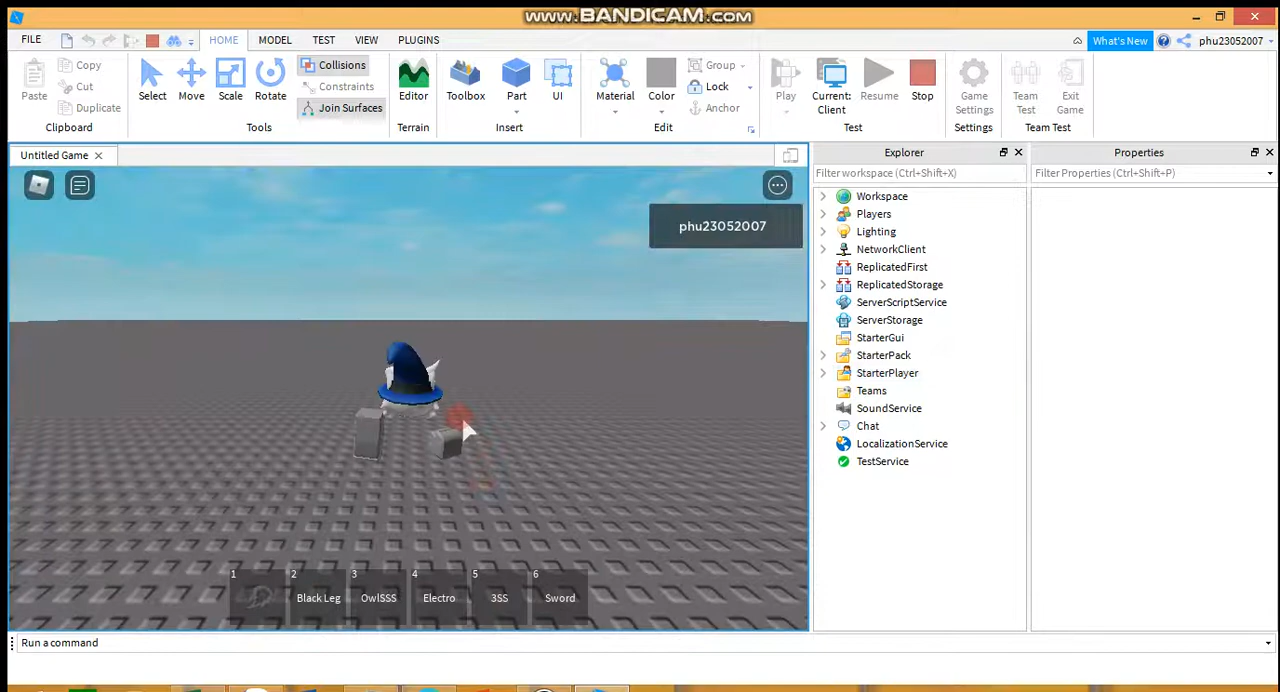 www.BANDICAM.com
FILE HOME MODEL TEST VIEW PLUGINS What's New phu23052007
Paste Copy Cut Duplicate Clipboard
Select Move Scale Rotate Collisions Constraints Join Surfaces Tools
Editor Terrain
Toolbox Part UI Insert
Material Color Group Lock Anchor Edit
Play Current: Client Resume Stop Test
Game Settings Settings
Team Test Exit Game Team Test
Untitled Game
phu23052007
1 2 Black Leg 3 OwlSSS 4 Electro 5 3SS 6 Sword
Explorer
Filter workspace (Ctrl+Shift+X)
Workspace
Players
Lighting
NetworkClient
ReplicatedFirst
ReplicatedStorage
ServerScriptService
ServerStorage
StarterGui
StarterPack
StarterPlayer
Teams
SoundService
Chat
LocalizationService
TestService
Properties
Filter Properties (Ctrl+Shift+P)
Run a command